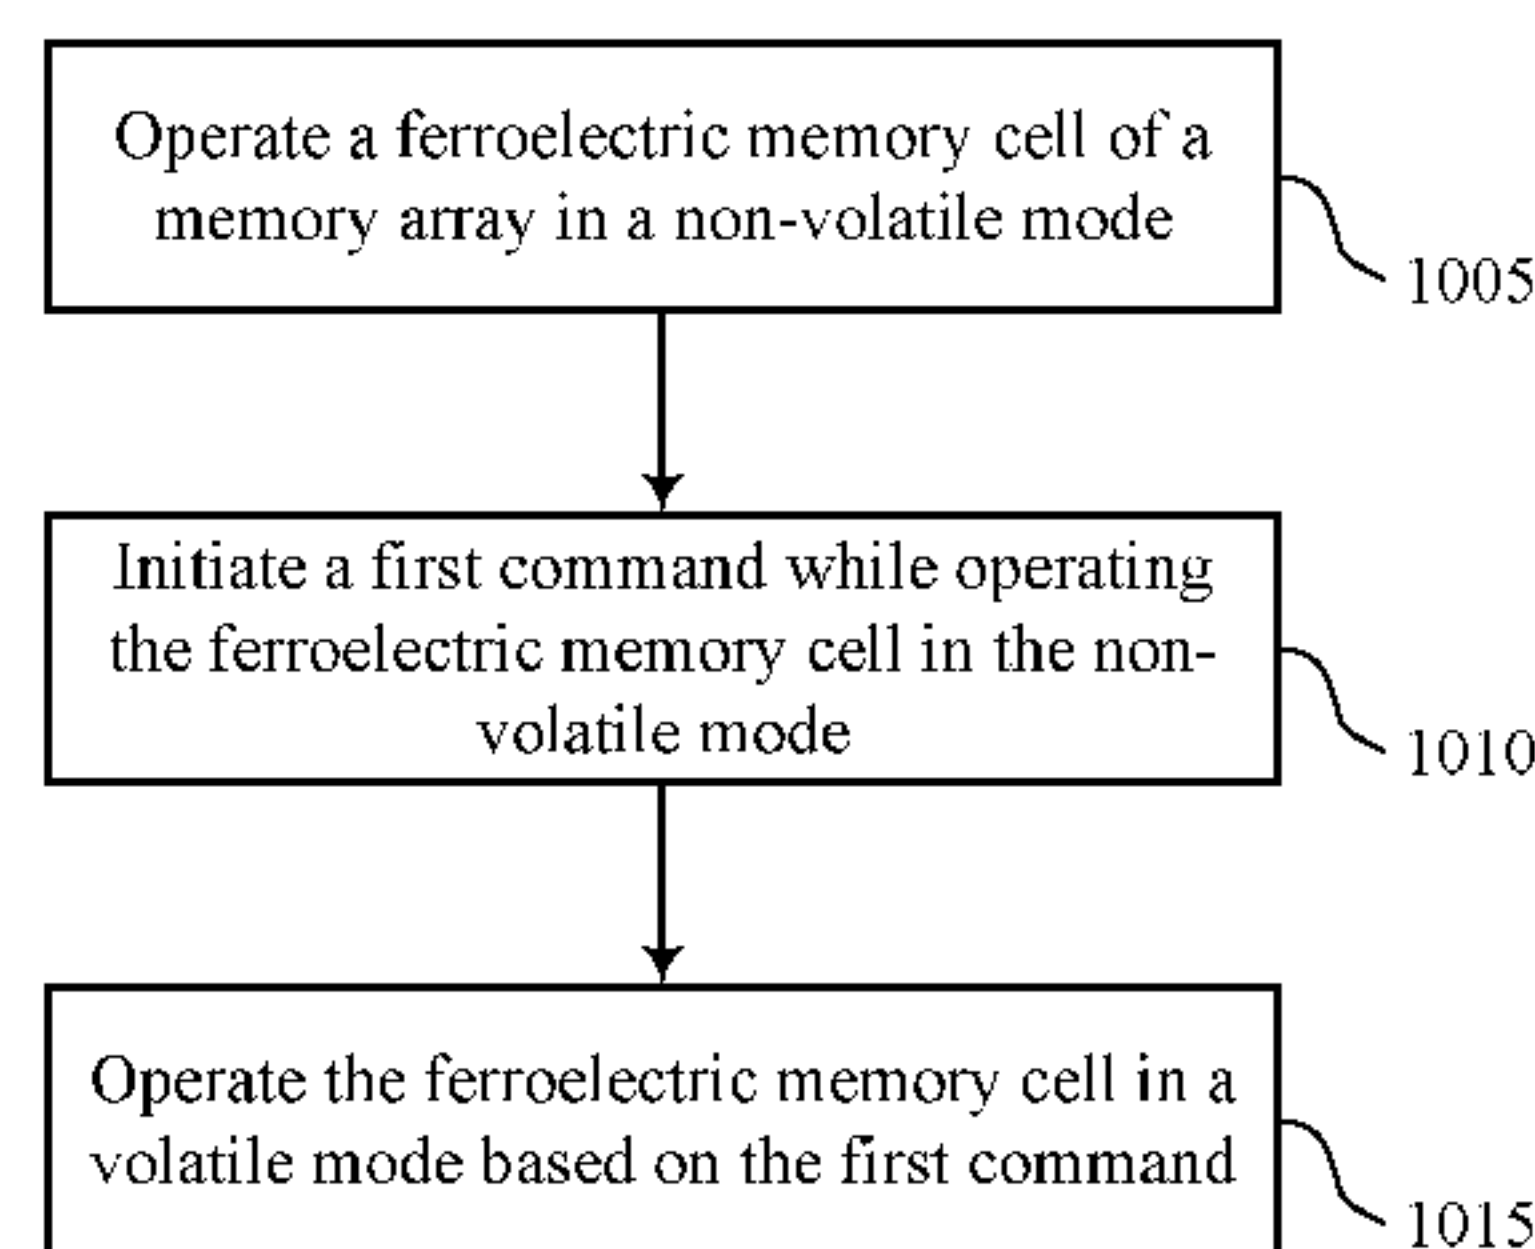 Operate a ferroelectric memory cell of a
memory array in a non-volatile mode
1005
Initiate a first command while operating
the ferroelectric memory cell in the non-
volatile mode
1010
Operate the ferroelectric memory cell in a
volatile mode based on the first command
1015